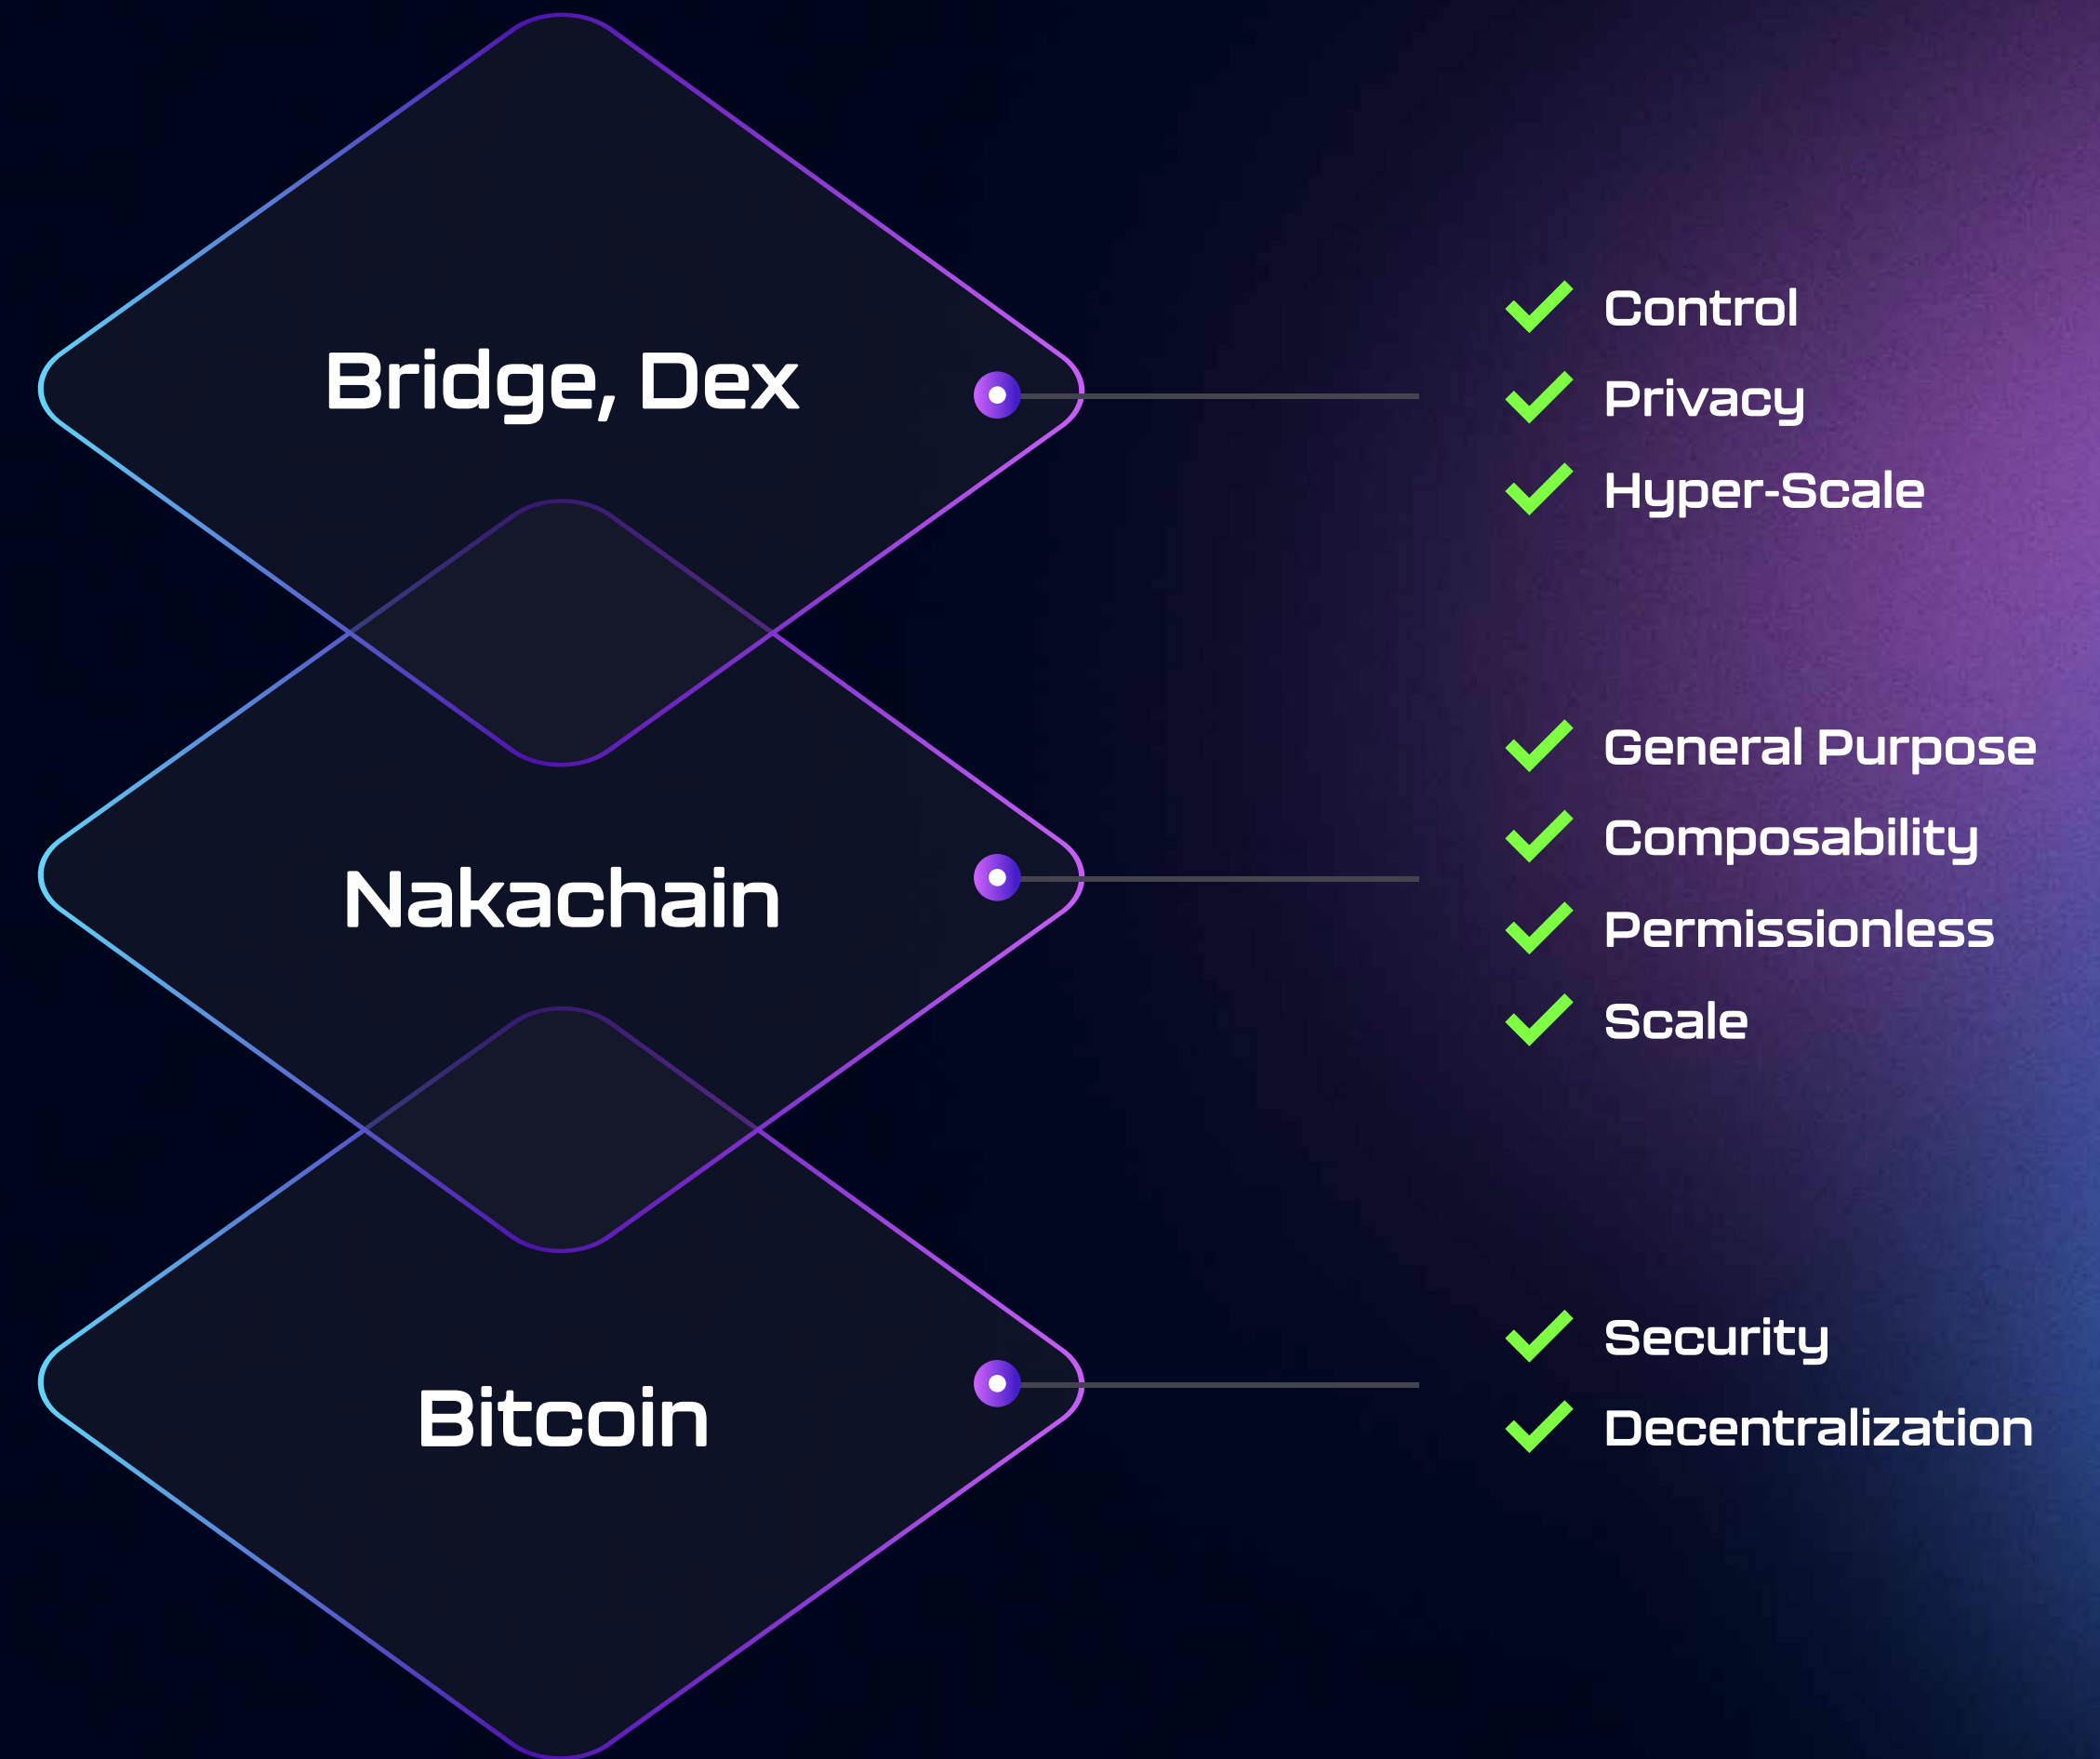 Bridge, Dex
Control
Privacy
Hyper-Scale
Nakachain
General Purpose
Composability
Permissionless
Scale
Bitcoin
Security
Decentralization